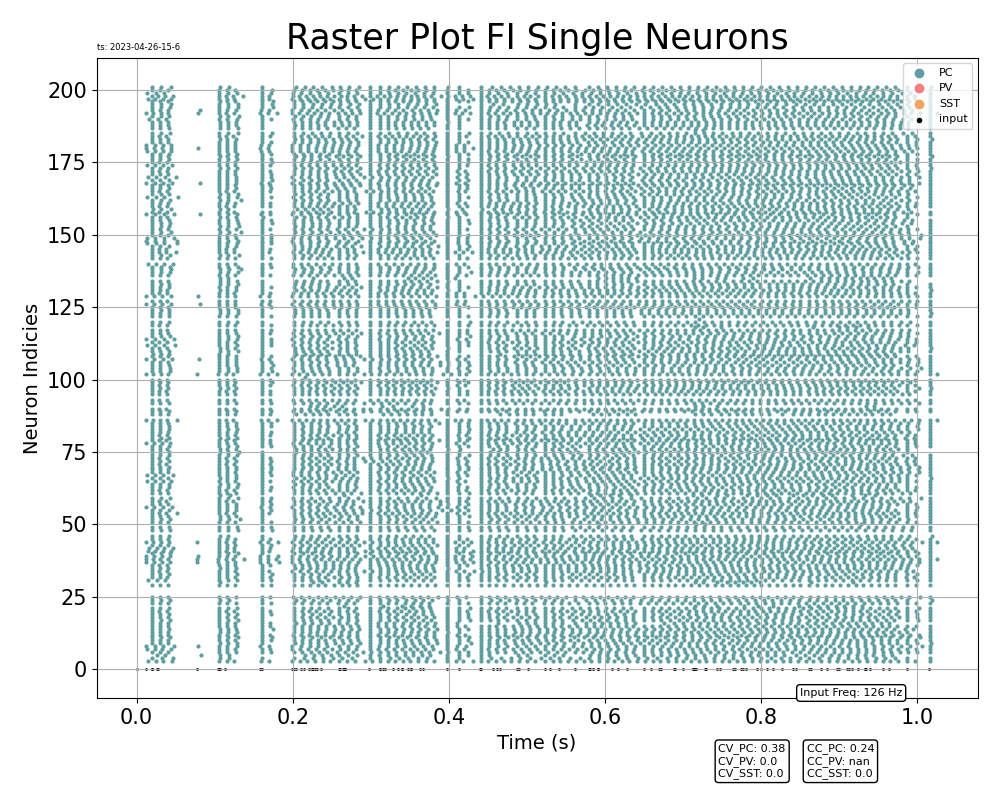 Raster Plot FI Single Neurons
ts: 2023-04-26-15-6
PC
PV
SST
input
200
175
150
125
100
75
50
25
0
Neuron Indicies
0.0 0.2 0.4 0.6 0.8 1.0
Time (s)
Input Freq: 126 Hz
CV_PC: 0.38
CV_PV: 0.0
CV_SST: 0.0
CC_PC: 0.24
CC_PV: nan
CC_SST: 0.0